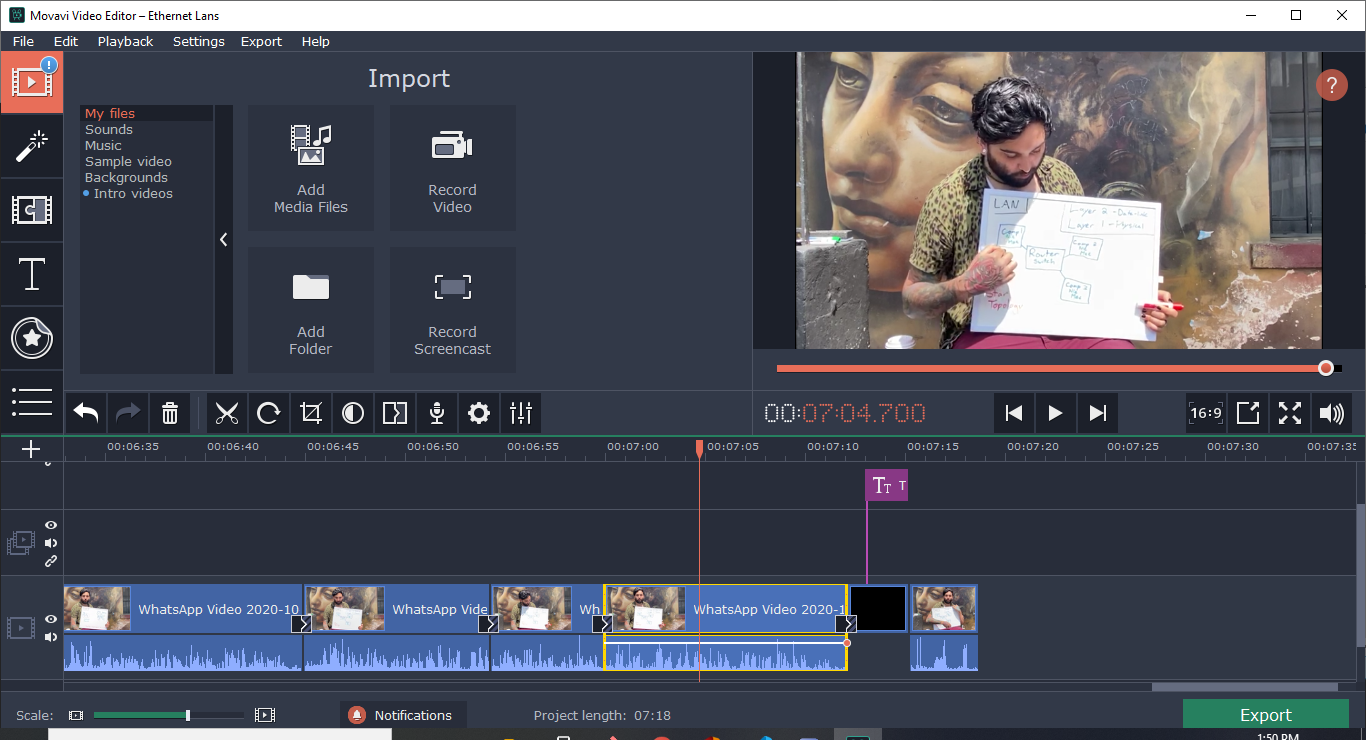 Movavi Video Editor – Ethernet Lans
File Edit Playback Settings Export Help
Import
My files
Sounds
Music
Sample video
Backgrounds
Intro videos
Add
Media Files
Record
Video
Add
Folder
Record
Screencast
?
LAN
Layer 1 - Physical
Router
Switch
Comp 2
Topology
00:07:04.700
16:9
00:06:35 00:06:40 00:06:45 00:06:50 00:06:55 00:07:00 00:07:05 00:07:10 00:07:15 00:07:20 00:07:25 00:07:30 00:07:35
T
WhatsApp Video 2020-10
WhatsApp Vide
Wh
WhatsApp Video 2020-1
Scale:
Notifications
Project length: 07:18
Export
1:50 PM